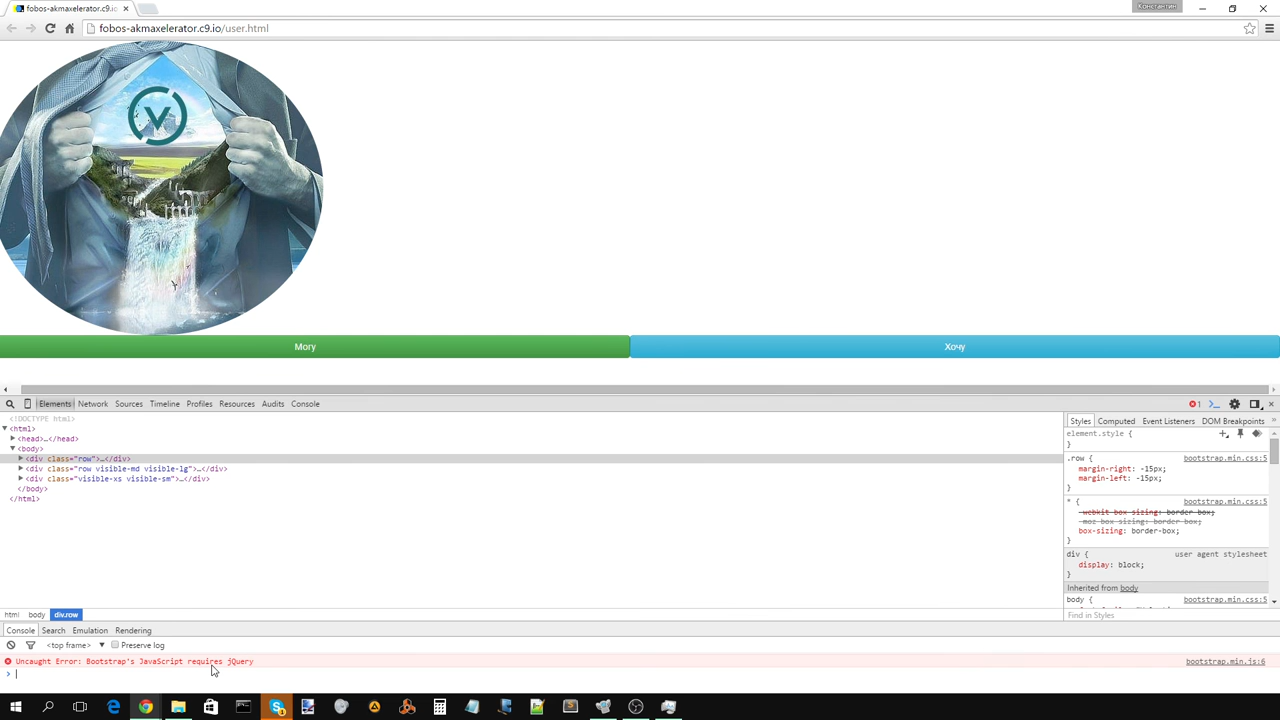 fobos-akmaxelerator.c9.io
Константин
fobos-akmaxelerator.c9.io/user.html
V
Могу
Хочу
Elements Network Sources Timeline Profiles Resources Audits Console
1
<!DOCTYPE html>
<html>
<head>…</head>
<body>
<div class="row">…</div>
<div class="row visible-md visible-lg">…</div>
<div class="visible-xs visible-sm">…</div>
</body>
</html>
Styles Computed Event Listeners DOM Breakpoints »
element.style {
}
.row { bootstrap.min.css:5
margin-right: -15px;
margin-left: -15px;
}
* { bootstrap.min.css:5
-webkit-box-sizing: border-box;
-moz-box-sizing: border-box;
box-sizing: border-box;
}
div { user agent stylesheet
display: block;
}
Inherited from body
body { bootstrap.min.css:5
Find in Styles
html body div.row
Console Search Emulation Rendering
<top frame> ▼ Preserve log
Uncaught Error: Bootstrap's JavaScript requires jQuery bootstrap.min.js:6
>